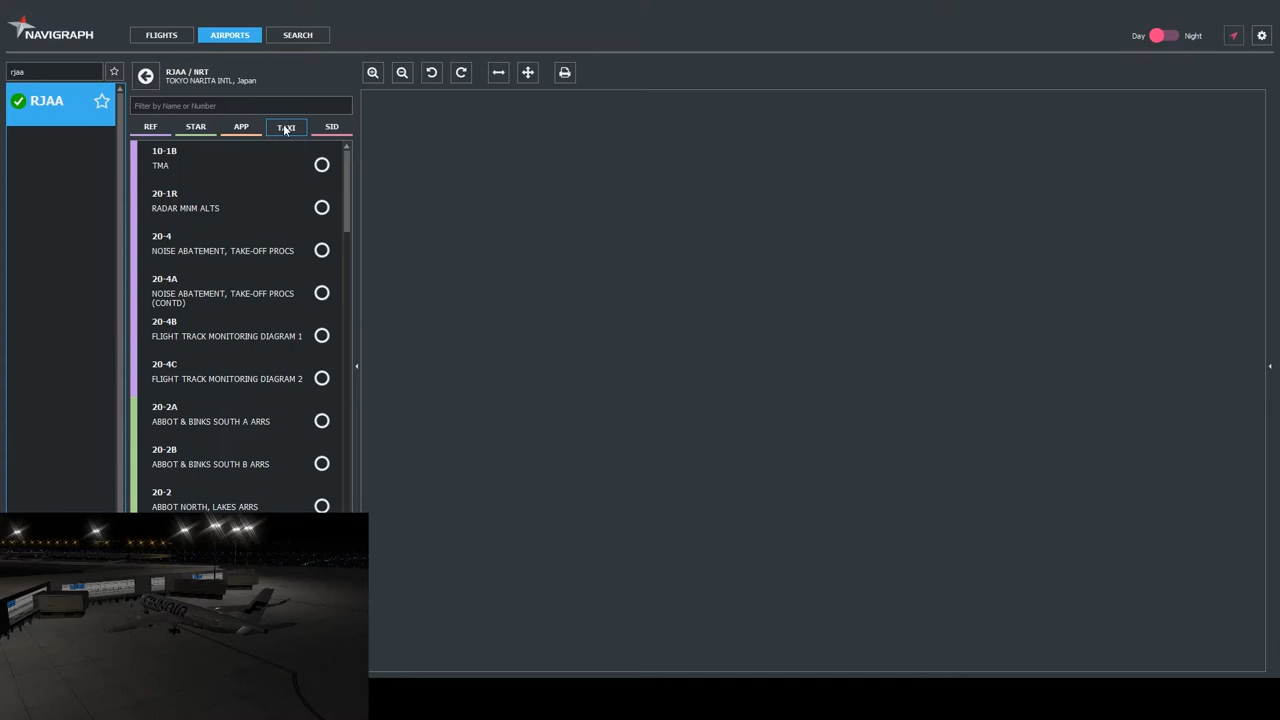 NAVIGRAPH
FLIGHTS
AIRPORTS
SEARCH
Day
Night
rjaa
RJAA
RJAA / NRT
TOKYO NARITA INTL, Japan
Filter by Name or Number
REF
STAR
APP
TAXI
SID
10-1B
TMA
20-1R
RADAR MNM ALTS
20-4
NOISE ABATEMENT, TAKE-OFF PROCS
20-4A
NOISE ABATEMENT, TAKE-OFF PROCS
(CONTD)
20-4B
FLIGHT TRACK MONITORING DIAGRAM 1
20-4C
FLIGHT TRACK MONITORING DIAGRAM 2
20-2A
ABBOT & BINKS SOUTH A ARRS
20-2B
ABBOT & BINKS SOUTH B ARRS
20-2
ABBOT NORTH, LAKES ARRS
FINNAIR